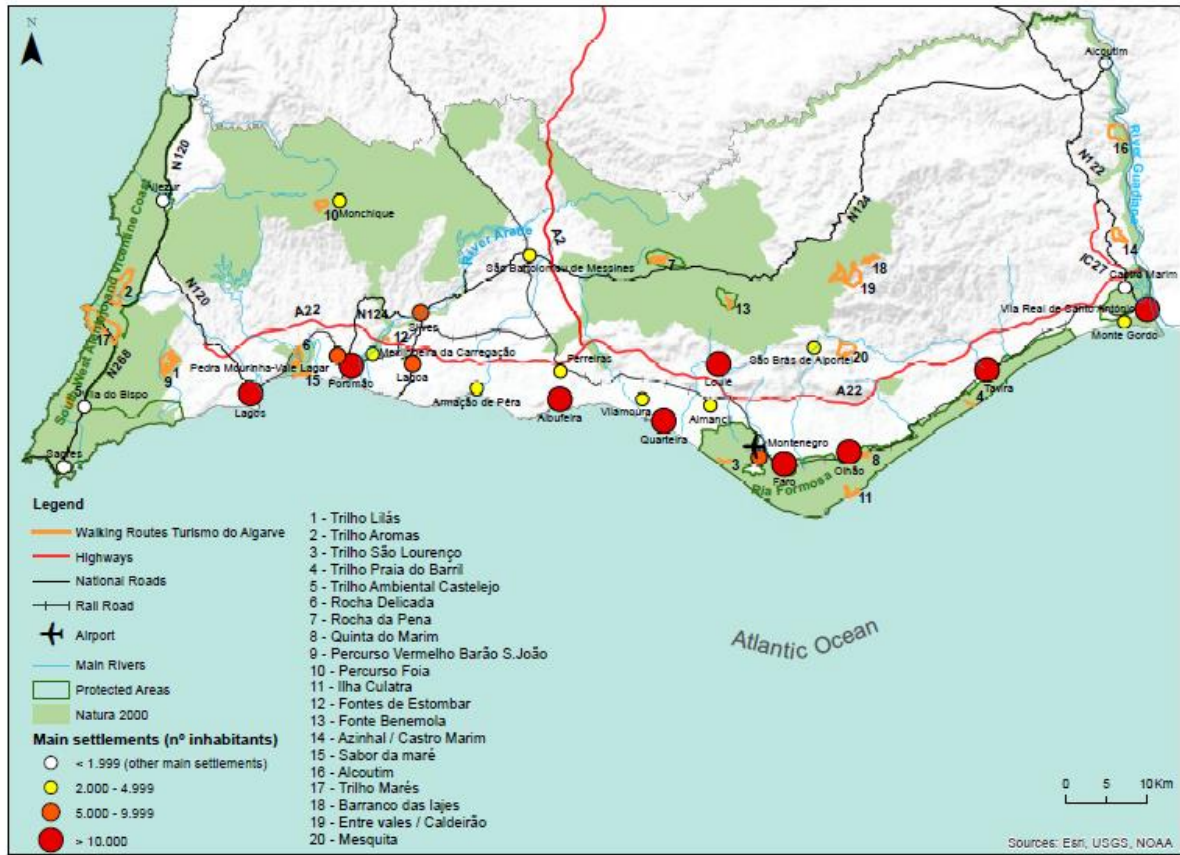 N
Alcoutim
N120
N122
River Guadiana
16
Aljezur
10
Monchique
N124
River Arade
A2
São Bartolomeu de Messines
7
18
19
14
IC27
Castro Marim
South West Alentejo and Vicentine Coast
2
N120
13
Vila Real de Santo António
17
A22
N124
Silves
12
Monte Gordo
N268
6
Mexilhoeira da Carregação
Ferreiras
São Brás de Alportel
20
1
9
Pedra Mourinha-Vale Lagar
15
Portimão
Lagoa
Loulé
Tavira
5
Vila do Bispo
Lagos
Armação de Pêra
Albufeira
Vilamoura
Almancil
A22
4
Quarteira
Sagres
Montenegro
3
Faro
Olhão
8
Ria Formosa
11
Legend
Walking Routes Turismo do Algarve
Highways
National Roads
Rail Road
Airport
Main Rivers
Protected Areas
Natura 2000
Main settlements (nº inhabitants)
< 1.999 (other main settlements)
2.000 - 4.999
5.000 - 9.999
> 10.000
1 - Trilho Lilás
2 - Trilho Aromas
3 - Trilho São Lourenço
4 - Trilho Praia do Barril
5 - Trilho Ambiental Castelejo
6 - Rocha Delicada
7 - Rocha da Pena
8 - Quinta do Marim
9 - Percurso Vermelho Barão S.João
10 - Percurso Foia
11 - Ilha Culatra
12 - Fontes de Estombar
13 - Fonte Benemola
14 - Azinhal / Castro Marim
15 - Sabor da maré
16 - Alcoutim
17 - Trilho Marés
18 - Barranco das lajes
19 - Entre vales / Caldeirão
20 - Mesquita
Atlantic Ocean
0 5 10 Km
Sources: Esri, USGS, NOAA